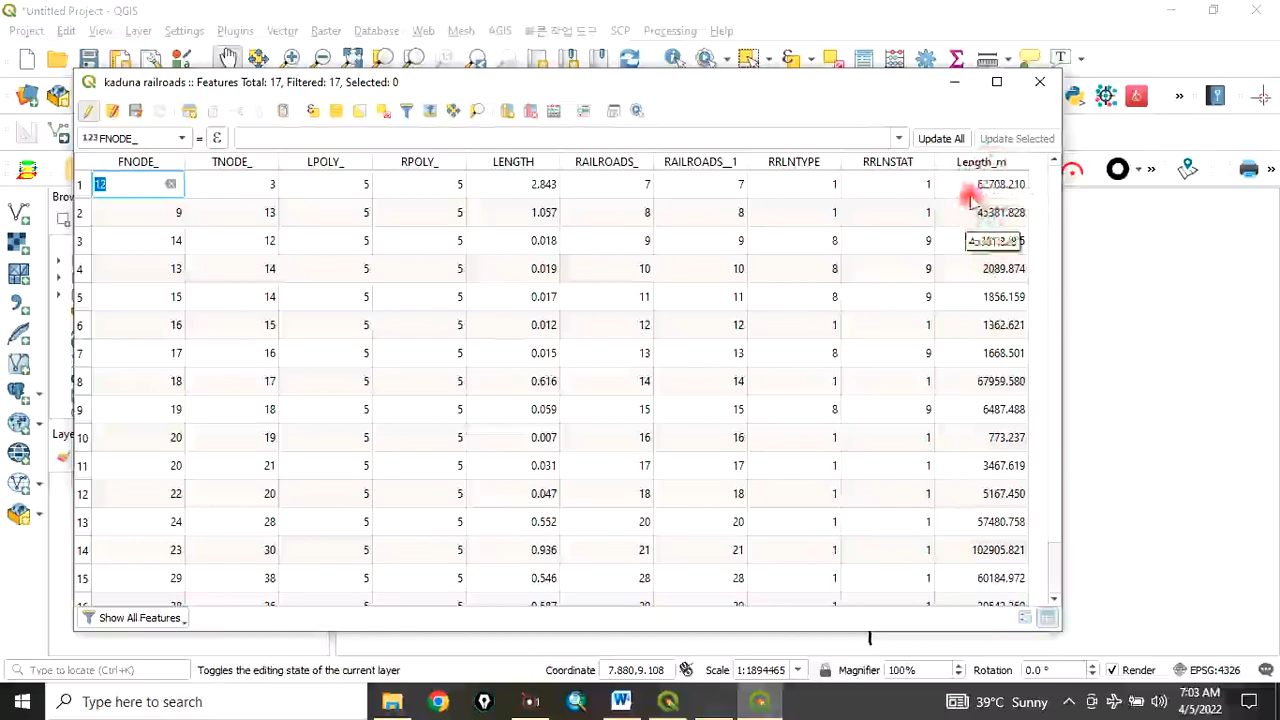 *Untitled Project - QGIS
Project Edit View Layer Settings Plugins Vector Raster Database Web Mesh AGIS 빠른 작업 도구 SCP Processing Help
kaduna railroads :: Features Total: 17, Filtered: 17, Selected: 0
123 FNODE_ = ε Update All Update Selected
FNODE_ TNODE_ LPOLY_ RPOLY_ LENGTH RAILROADS_ RAILROADS__1 RRLNTYPE RRLNSTAT Length_m
1 12 3 5 5 2.843 7 7 1 1 62708.210
2 9 13 5 5 1.057 8 8 1 1 45381.828
3 14 12 5 5 0.018 9 9 8 9
4 13 14 5 5 0.019 10 10 8 9 2089.874
5 15 14 5 5 0.017 11 11 8 9 1856.159
6 16 15 5 5 0.012 12 12 1 1 1362.621
7 17 16 5 5 0.015 13 13 8 9 1668.501
8 18 17 5 5 0.616 14 14 1 1 67959.580
9 19 18 5 5 0.059 15 15 8 9 6487.488
10 20 19 5 5 0.007 16 16 1 1 773.237
11 20 21 5 5 0.031 17 17 1 1 3467.619
12 22 20 5 5 0.047 18 18 1 1 5167.450
13 24 28 5 5 0.552 20 20 1 1 57480.758
14 23 30 5 5 0.936 21 21 1 1 102905.821
15 29 38 5 5 0.546 28 28 1 1 60184.972
Show All Features
Brow
Laye
Type to locate (Ctrl+K) Toggles the editing state of the current layer Coordinate 7.880,9.108 Scale 1:1894465 Magnifier 100% Rotation 0.0 ° Render EPSG:4326
Type here to search 39°C Sunny 7:03 AM
4/5/2022